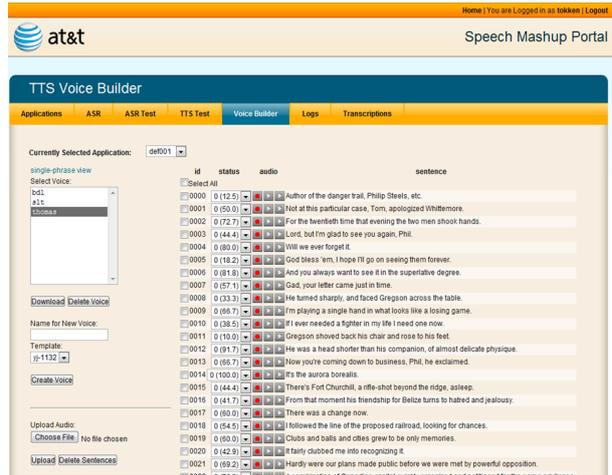 Home | You are Logged in as tokken | Logout
at&t
Speech Mashup Portal
TTS Voice Builder
Applications ASR ASR Test TTS Test Voice Builder Logs Transcriptions
Currently Selected Application: def001
single-phrase view
Select Voice:
bdl
slt
thomas
Download Delete Voice
Name for New Voice:
Template:
yj-1132
Create Voice
Upload Audio:
Choose File No file chosen
Upload Delete Sentences
id status audio sentence
Select All
0000 0 (12.5) Author of the danger trail, Philip Steels, etc.
0001 0 (50.0) Not at this particular case, Tom, apologized Whittemore.
0002 0 (72.7) For the twentieth time that evening the two men shook hands.
0003 0 (44.4) Lord, but I'm glad to see you again, Phil.
0004 0 (80.0) Will we ever forget it.
0005 0 (18.2) God bless 'em, I hope I'll go on seeing them forever.
0006 0 (81.8) And you always want to see it in the superlative degree.
0007 0 (57.1) Gad, your letter came just in time.
0008 0 (33.3) He turned sharply, and faced Gregson across the table.
0009 0 (66.7) I'm playing a single hand in what looks like a losing game.
0010 0 (38.5) If I ever needed a fighter in my life I need one now.
0011 0 (10.0) Gregson shoved back his chair and rose to his feet.
0012 0 (91.7) He was a head shorter than his companion, of almost delicate physique.
0013 0 (66.7) Now you're coming down to business, Phil, he exclaimed.
0014 0 (100.0) It's the aurora borealis.
0015 0 (44.4) There's Fort Churchill, a rifle-shot beyond the ridge, asleep.
0016 0 (41.7) From that moment his friendship for Belize turns to hatred and jealousy.
0017 0 (60.0) There was a change now.
0018 0 (54.5) I followed the line of the proposed railroad, looking for chances.
0019 0 (60.0) Clubs and balls and cities grew to be only memories.
0020 0 (42.9) It fairly clubbed me into recognizing it.
0021 0 (69.2) Hardly were our plans made public before we were met by powerful opposition.